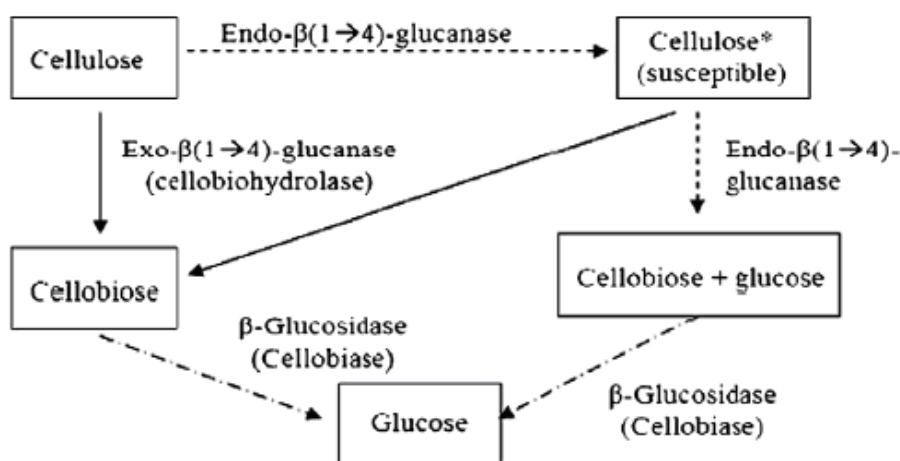 Endo-β(1→4)-glucanase
Cellulose
Cellulose*
(susceptible)
Exo-β(1→4)-glucanase
(cellobiohydrolase)
Endo-β(1→4)-
glucanase
Cellobiose
Cellobiose + glucose
β-Glucosidase
(Cellobiase)
Glucose
β-Glucosidase
(Cellobiase)